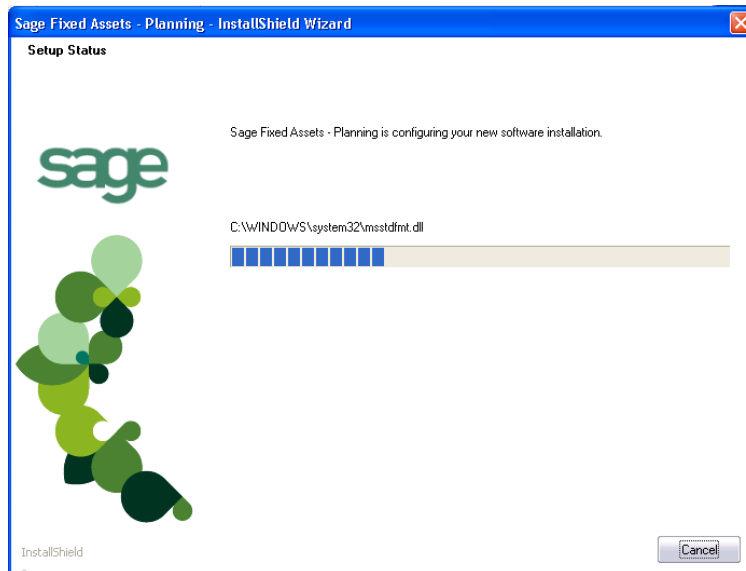 Sage Fixed Assets - Planning - InstallShield Wizard
Setup Status
Sage Fixed Assets - Planning is configuring your new software installation.
sage
C:\WINDOWS\system32\msstdfmt.dll
InstallShield
Cancel